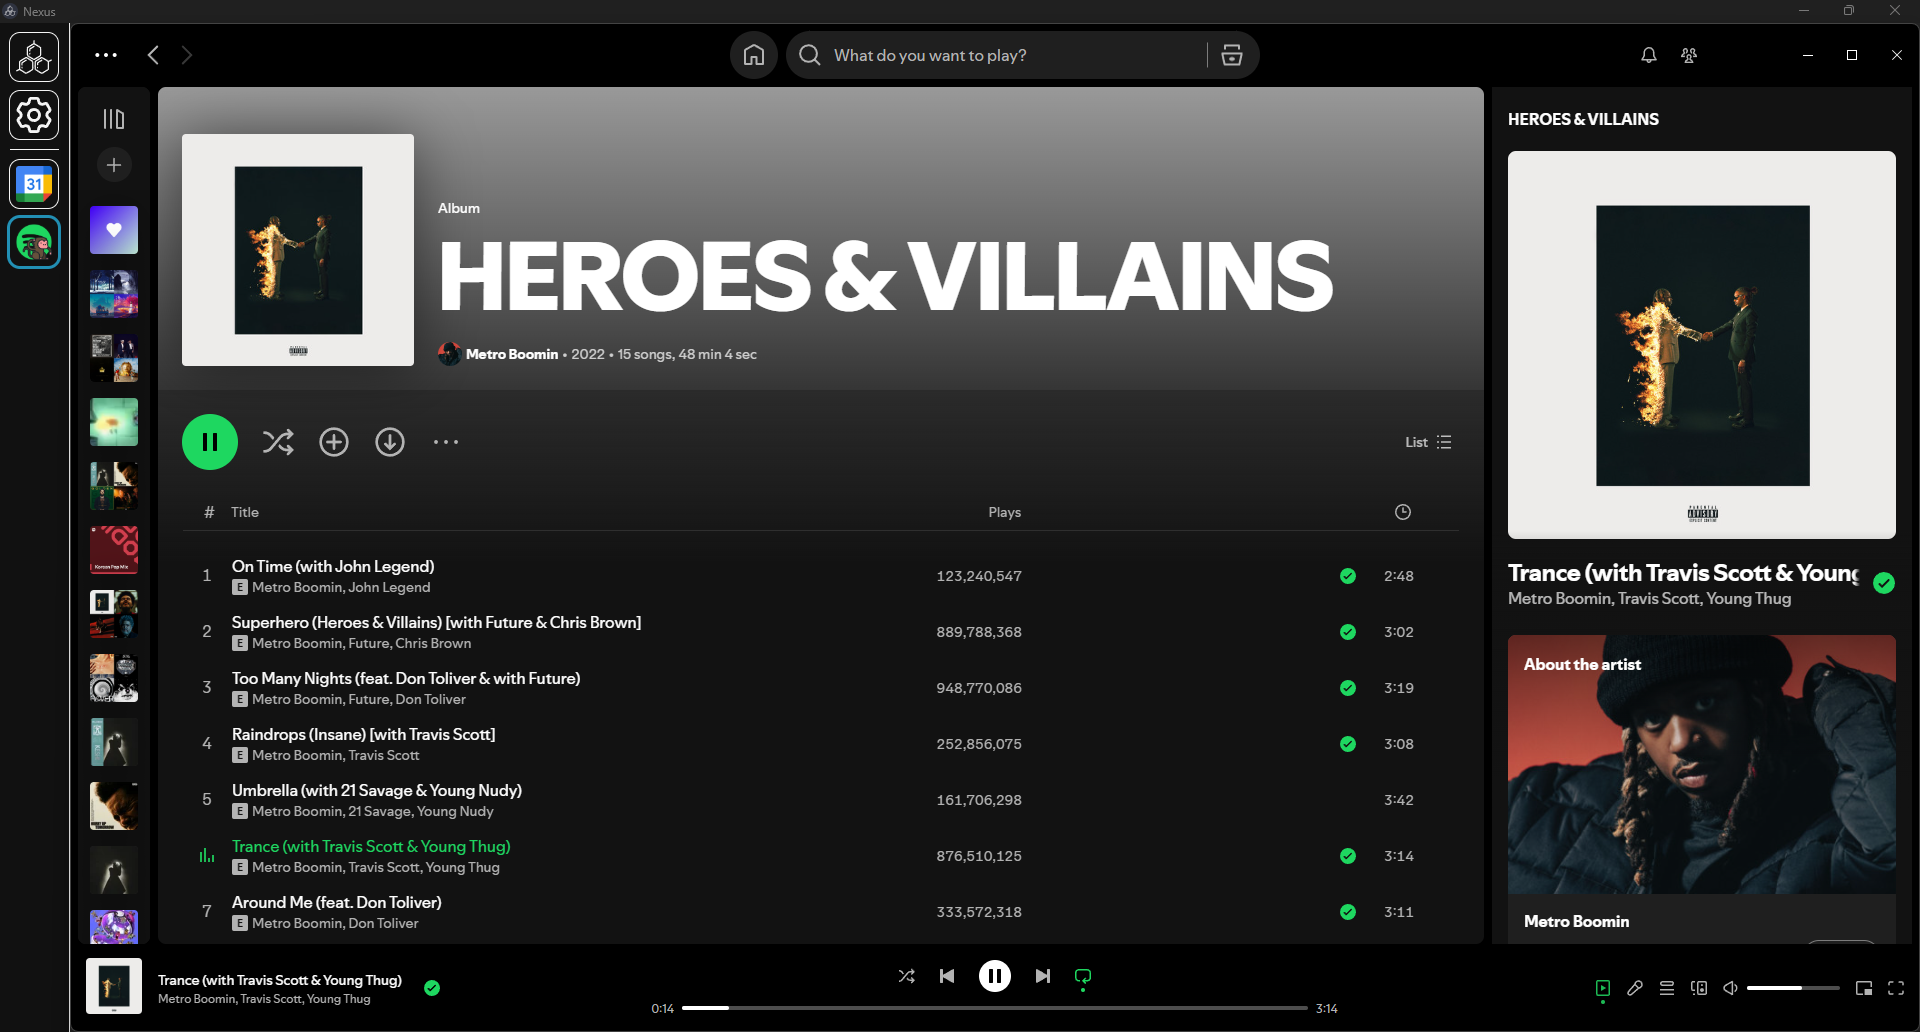 Nexus
What do you want to play?
31
Album
HEROES & VILLAINS
Metro Boomin • 2022 • 15 songs, 48 min 4 sec
List
# Title Plays
1 On Time (with John Legend) 123,240,547 2:48
E Metro Boomin, John Legend
2 Superhero (Heroes & Villains) [with Future & Chris Brown] 889,788,368 3:02
E Metro Boomin, Future, Chris Brown
3 Too Many Nights (feat. Don Toliver & with Future) 948,770,086 3:19
E Metro Boomin, Future, Don Toliver
4 Raindrops (Insane) [with Travis Scott] 252,856,075 3:08
E Metro Boomin, Travis Scott
5 Umbrella (with 21 Savage & Young Nudy) 161,706,298 3:42
E Metro Boomin, 21 Savage, Young Nudy
Trance (with Travis Scott & Young Thug) 876,510,125 3:14
E Metro Boomin, Travis Scott, Young Thug
7 Around Me (feat. Don Toliver) 333,572,318 3:11
E Metro Boomin, Don Toliver
Korean Pop Mix
HEROES & VILLAINS
PARENTAL
ADVISORY
EXPLICIT CONTENT
Trance (with Travis Scott & Young
Metro Boomin, Travis Scott, Young Thug
About the artist
Metro Boomin
Trance (with Travis Scott & Young Thug)
Metro Boomin, Travis Scott, Young Thug
0:14
3:14